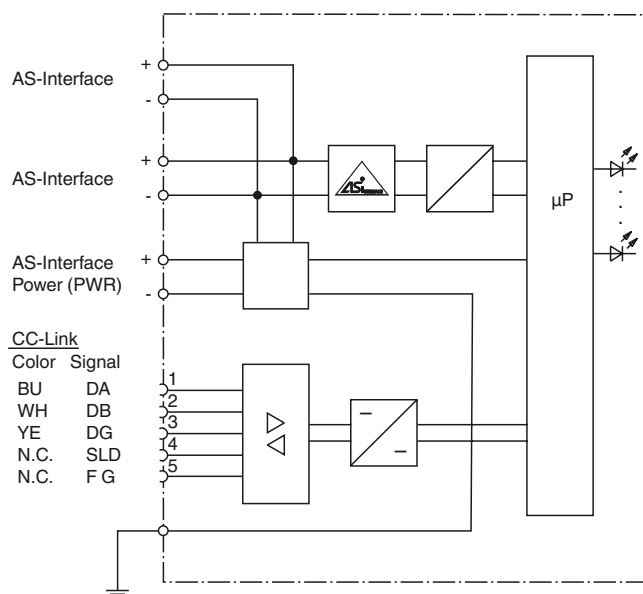 AS-Interface
+
-
AS-Interface
+
-
AS-Interface
Power (PWR)
+
-
µP
CC-Link
Color Signal
BU DA 1
WH DB 2
YE DG 3
N.C. SLD 4
N.C. F G 5